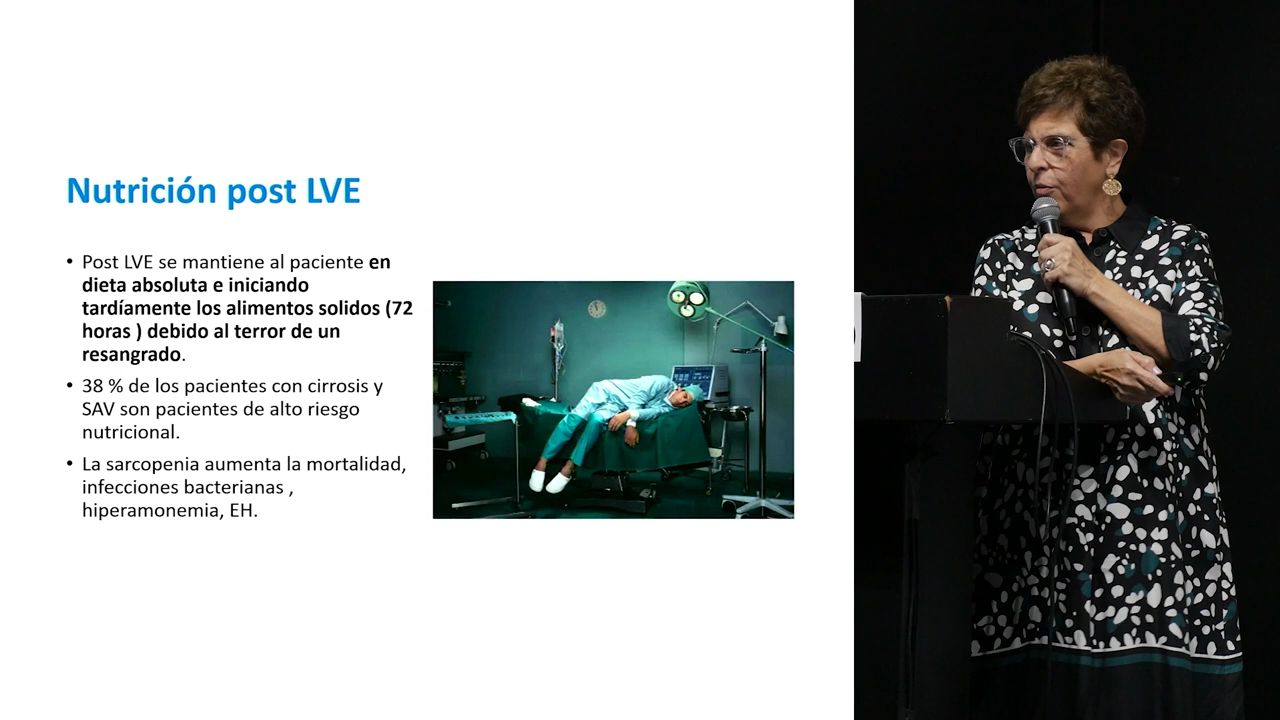 Nutrición post LVE
• Post LVE se mantiene al paciente en
dieta absoluta e iniciando
tardíamente los alimentos solidos (72
horas ) debido al terror de un
resangrado.
• 38 % de los pacientes con cirrosis y
SAV son pacientes de alto riesgo
nutricional.
• La sarcopenia aumenta la mortalidad,
infecciones bacterianas ,
hiperamonemia, EH.